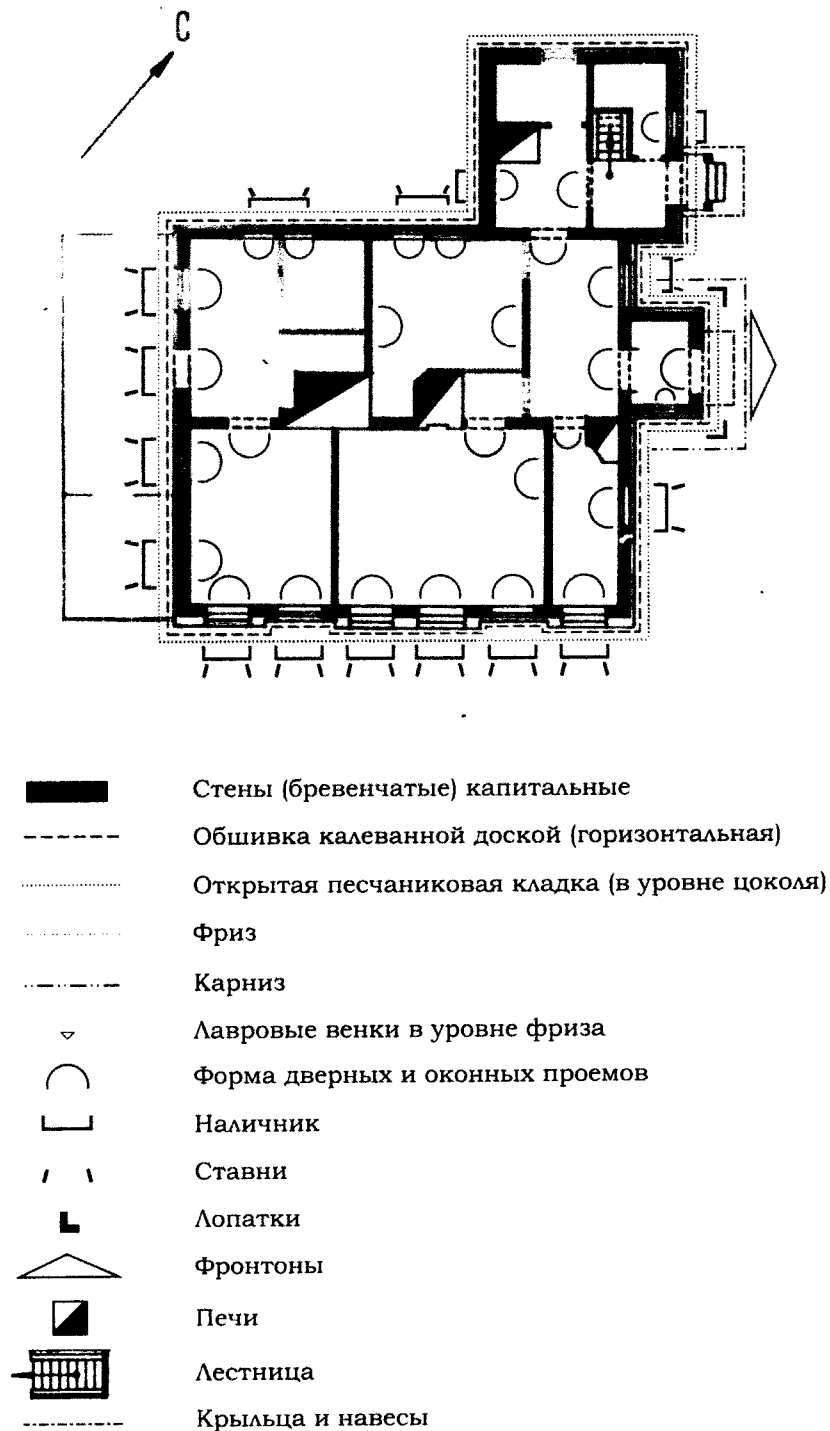 С
Стены (бревенчатые) капитальные
Обшивка калеванной доской (горизонтальная)
Открытая песчаниковая кладка (в уровне цоколя)
Фриз
Карниз
Лавровые венки в уровне фриза
Форма дверных и оконных проемов
Наличник
Ставни
Лопатки
Фронтоны
Печи
Лестница
Крыльца и навесы